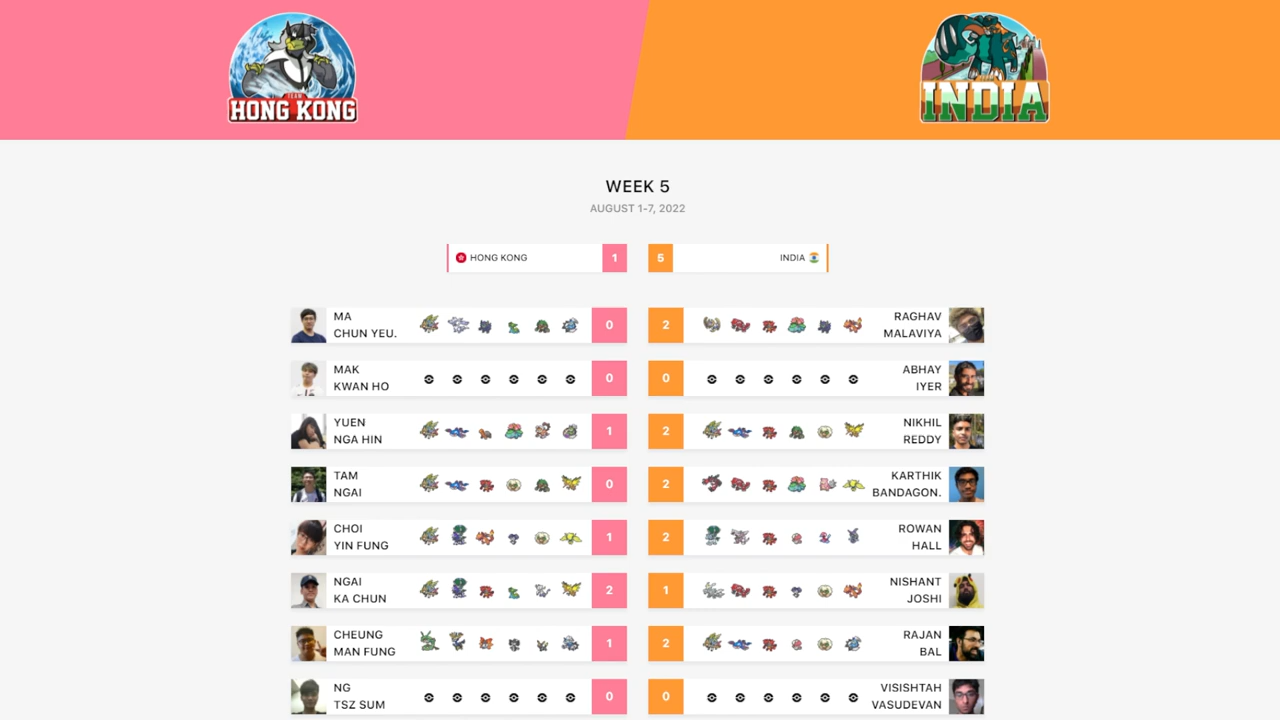 TEAM
HONG KONG
INDIA
WEEK 5
AUGUST 1-7, 2022
HONG KONG 1
5 INDIA
MA
CHUN YEU.
0
2
RAGHAV
MALAVIYA
MAK
KWAN HO
0
0
ABHAY
IYER
YUEN
NGA HIN
1
2
NIKHIL
REDDY
TAM
NGAI
0
2
KARTHIK
BANDAGON.
CHOI
YIN FUNG
1
2
ROWAN
HALL
NGAI
KA CHUN
2
1
NISHANT
JOSHI
CHEUNG
MAN FUNG
1
2
RAJAN
BAL
NG
TSZ SUM
0
0
VISISHTAH
VASUDEVAN